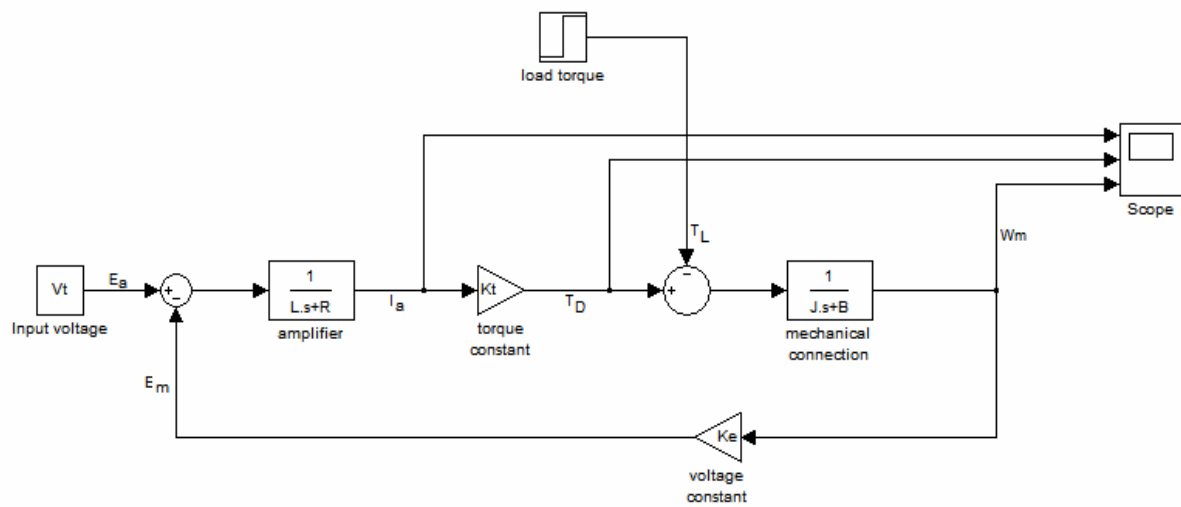 load torque
Scope
T_L
Wm
Vt
Input voltage
E_a
+
−
1
L.s+R
amplifier
I_a
Kt
torque
constant
T_D
+
−
1
J.s+B
mechanical
connection
E_m
Ke
voltage
constant